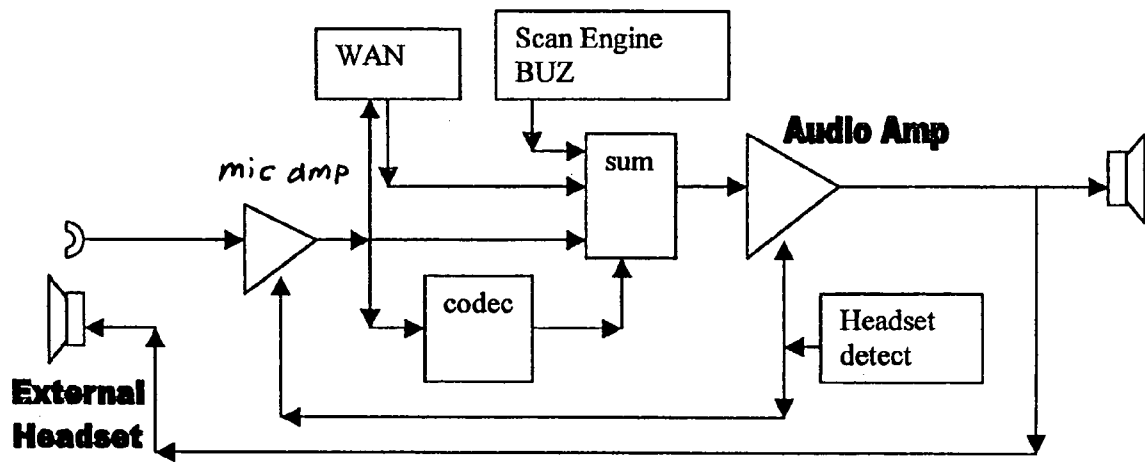 WAN
Scan Engine
BUZ
Audio Amp
sum
mic amp
codec
Headset
detect
External
Headset